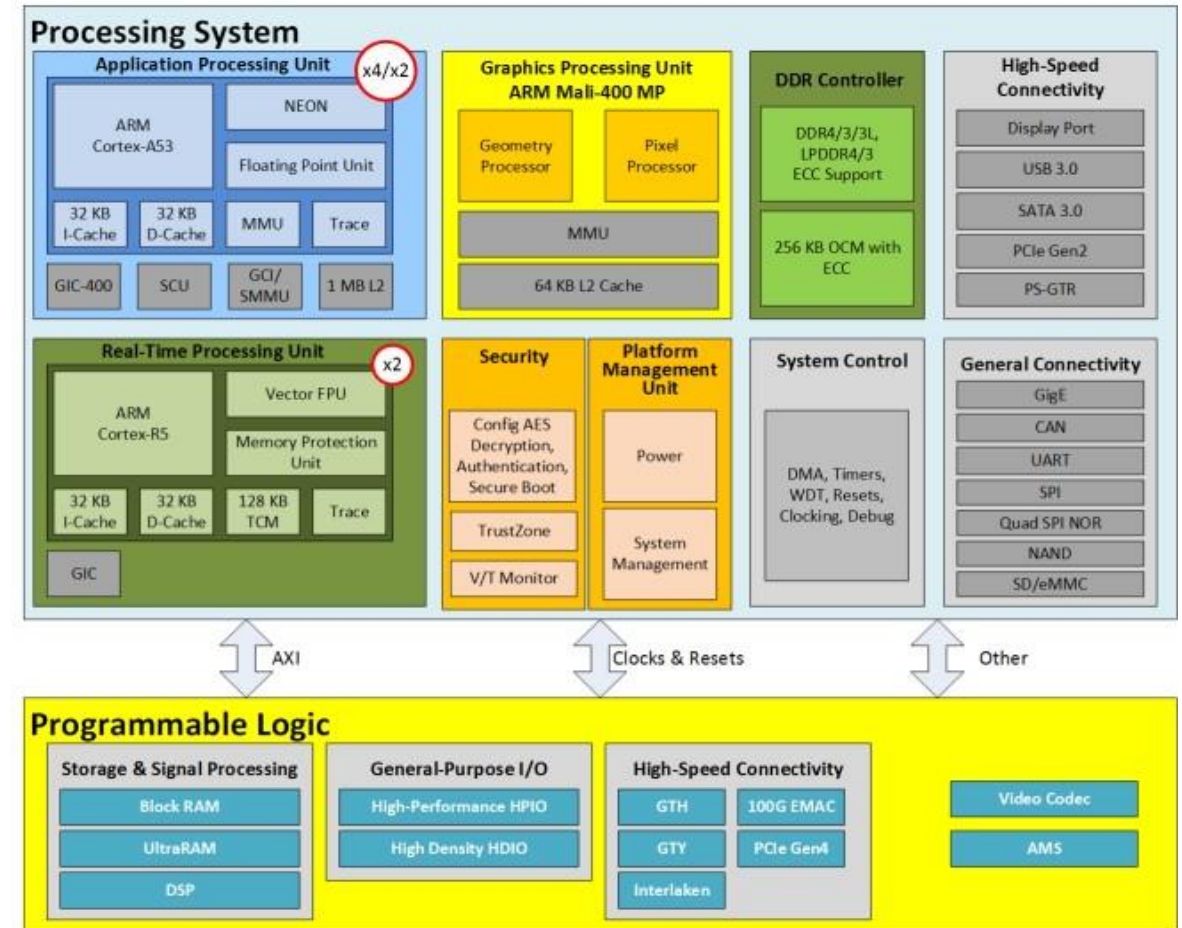 Processing System
Application Processing Unit
x4/x2
ARM
Cortex-A53
NEON
Floating Point Unit
32 KB
I-Cache
32 KB
D-Cache
MMU
Trace
GIC-400
SCU
GCI/
SMMU
1 MB L2
Graphics Processing Unit
ARM Mali-400 MP
Geometry
Processor
Pixel
Processor
MMU
64 KB L2 Cache
DDR Controller
DDR4/3/3L,
LPDDR4/3
ECC Support
256 KB OCM with
ECC
High-Speed
Connectivity
Display Port
USB 3.0
SATA 3.0
PCIe Gen2
PS-GTR
Real-Time Processing Unit
x2
ARM
Cortex-R5
Vector FPU
Memory Protection
Unit
32 KB
I-Cache
32 KB
D-Cache
128 KB
TCM
Trace
GIC
Security
Config AES
Decryption,
Authentication,
Secure Boot
TrustZone
V/T Monitor
Platform
Management
Unit
Power
System
Management
System Control
DMA, Timers,
WDT, Resets,
Clocking, Debug
General Connectivity
GigE
CAN
UART
SPI
Quad SPI NOR
NAND
SD/eMMC
AXI
Clocks & Resets
Other
Programmable Logic
Storage & Signal Processing
Block RAM
UltraRAM
DSP
General-Purpose I/O
High-Performance HPIO
High Density HDIO
High-Speed Connectivity
GTH
100G EMAC
GTY
PCIe Gen4
Interlaken
Video Codec
AMS